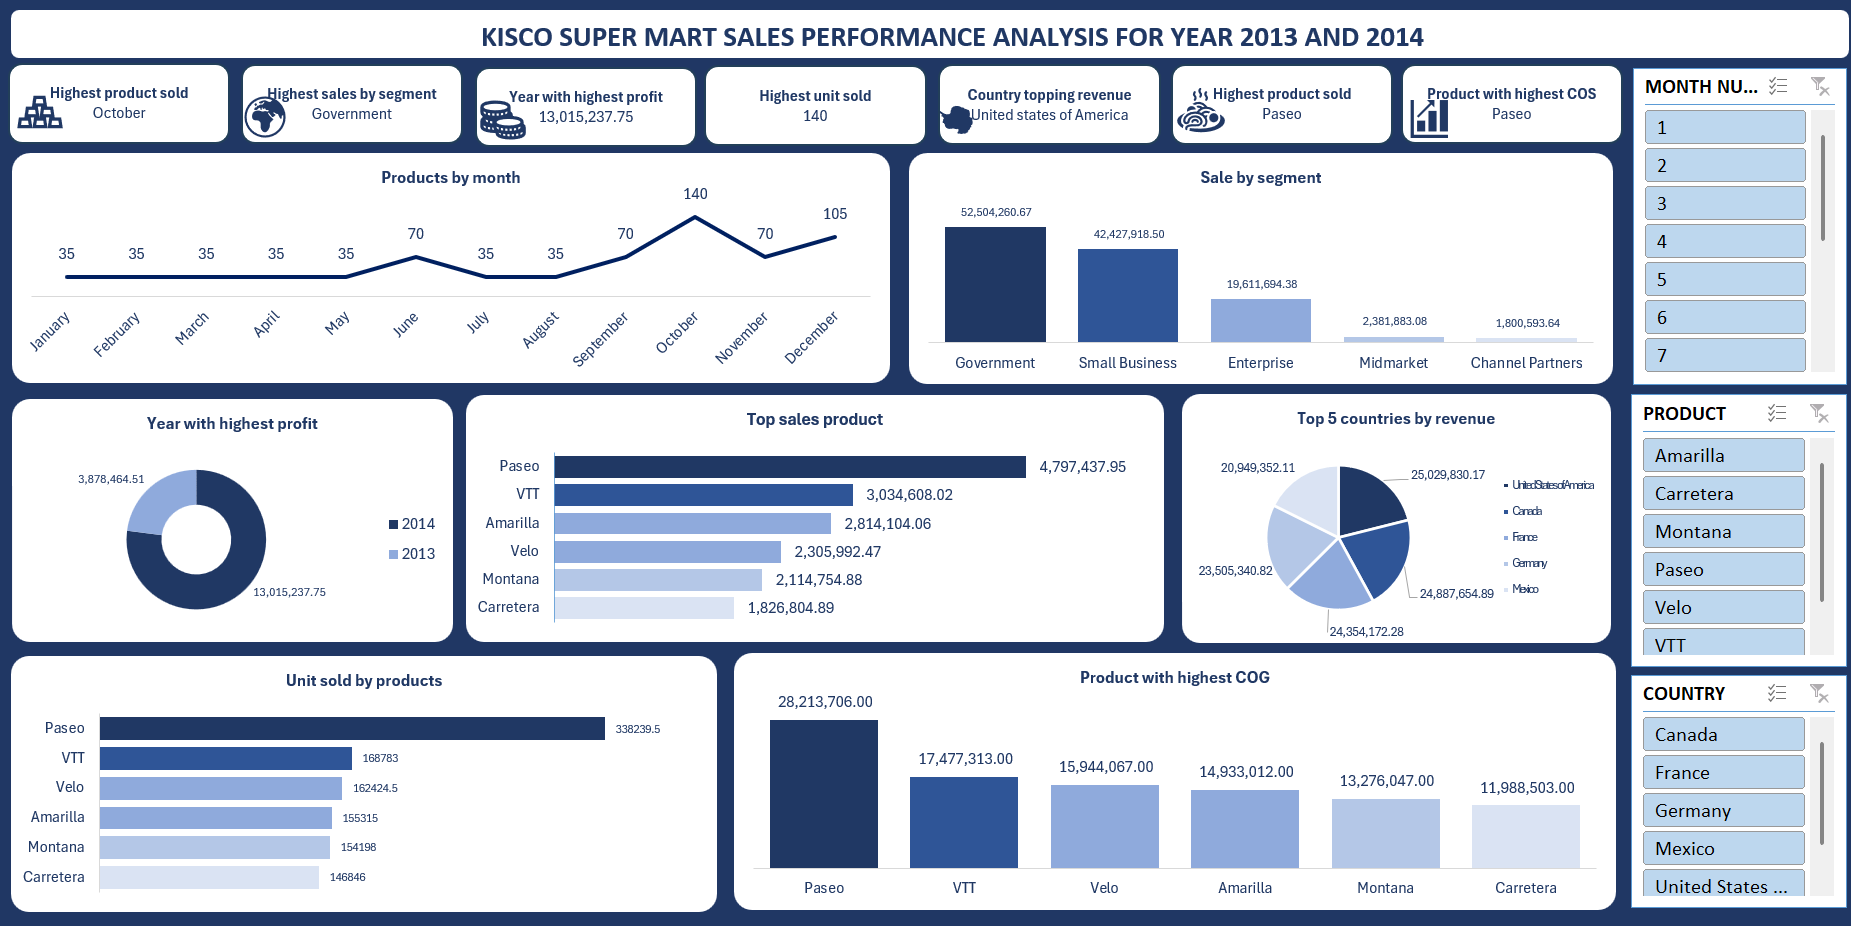 KISCO SUPER MART SALES PERFORMANCE ANALYSIS FOR YEAR 2013 AND 2014
Highest product sold
October
Highest sales by segment
Government
Year with highest profit
13,015,237.75
Highest unit sold
140
Country topping revenue
United states of America
Highest product sold
Paseo
Product with highest COS
Paseo
MONTH NU...
1
2
3
4
5
6
7
Products by month
35
35
35
35
35
70
35
35
70
140
70
105
January
February
March
April
May
June
July
August
September
October
November
December
Sale by segment
52,504,260.67
42,427,918.50
19,611,694.38
2,381,883.08
1,800,593.64
Government
Small Business
Enterprise
Midmarket
Channel Partners
Year with highest profit
3,878,464.51
13,015,237.75
2014
2013
Top sales product
Paseo 4,797,437.95
VTT 3,034,608.02
Amarilla 2,814,104.06
Velo 2,305,992.47
Montana 2,114,754.88
Carretera 1,826,804.89
Top 5 countries by revenue
20,949,352.11
25,029,830.17
23,505,340.82
24,887,654.89
24,354,172.28
United States of America
Canada
France
Germany
Mexico
PRODUCT
Amarilla
Carretera
Montana
Paseo
Velo
VTT
Unit sold by products
Paseo 338239.5
VTT 168783
Velo 162424.5
Amarilla 155315
Montana 154198
Carretera 146846
Product with highest COG
28,213,706.00
17,477,313.00
15,944,067.00
14,933,012.00
13,276,047.00
11,988,503.00
Paseo
VTT
Velo
Amarilla
Montana
Carretera
COUNTRY
Canada
France
Germany
Mexico
United States ...